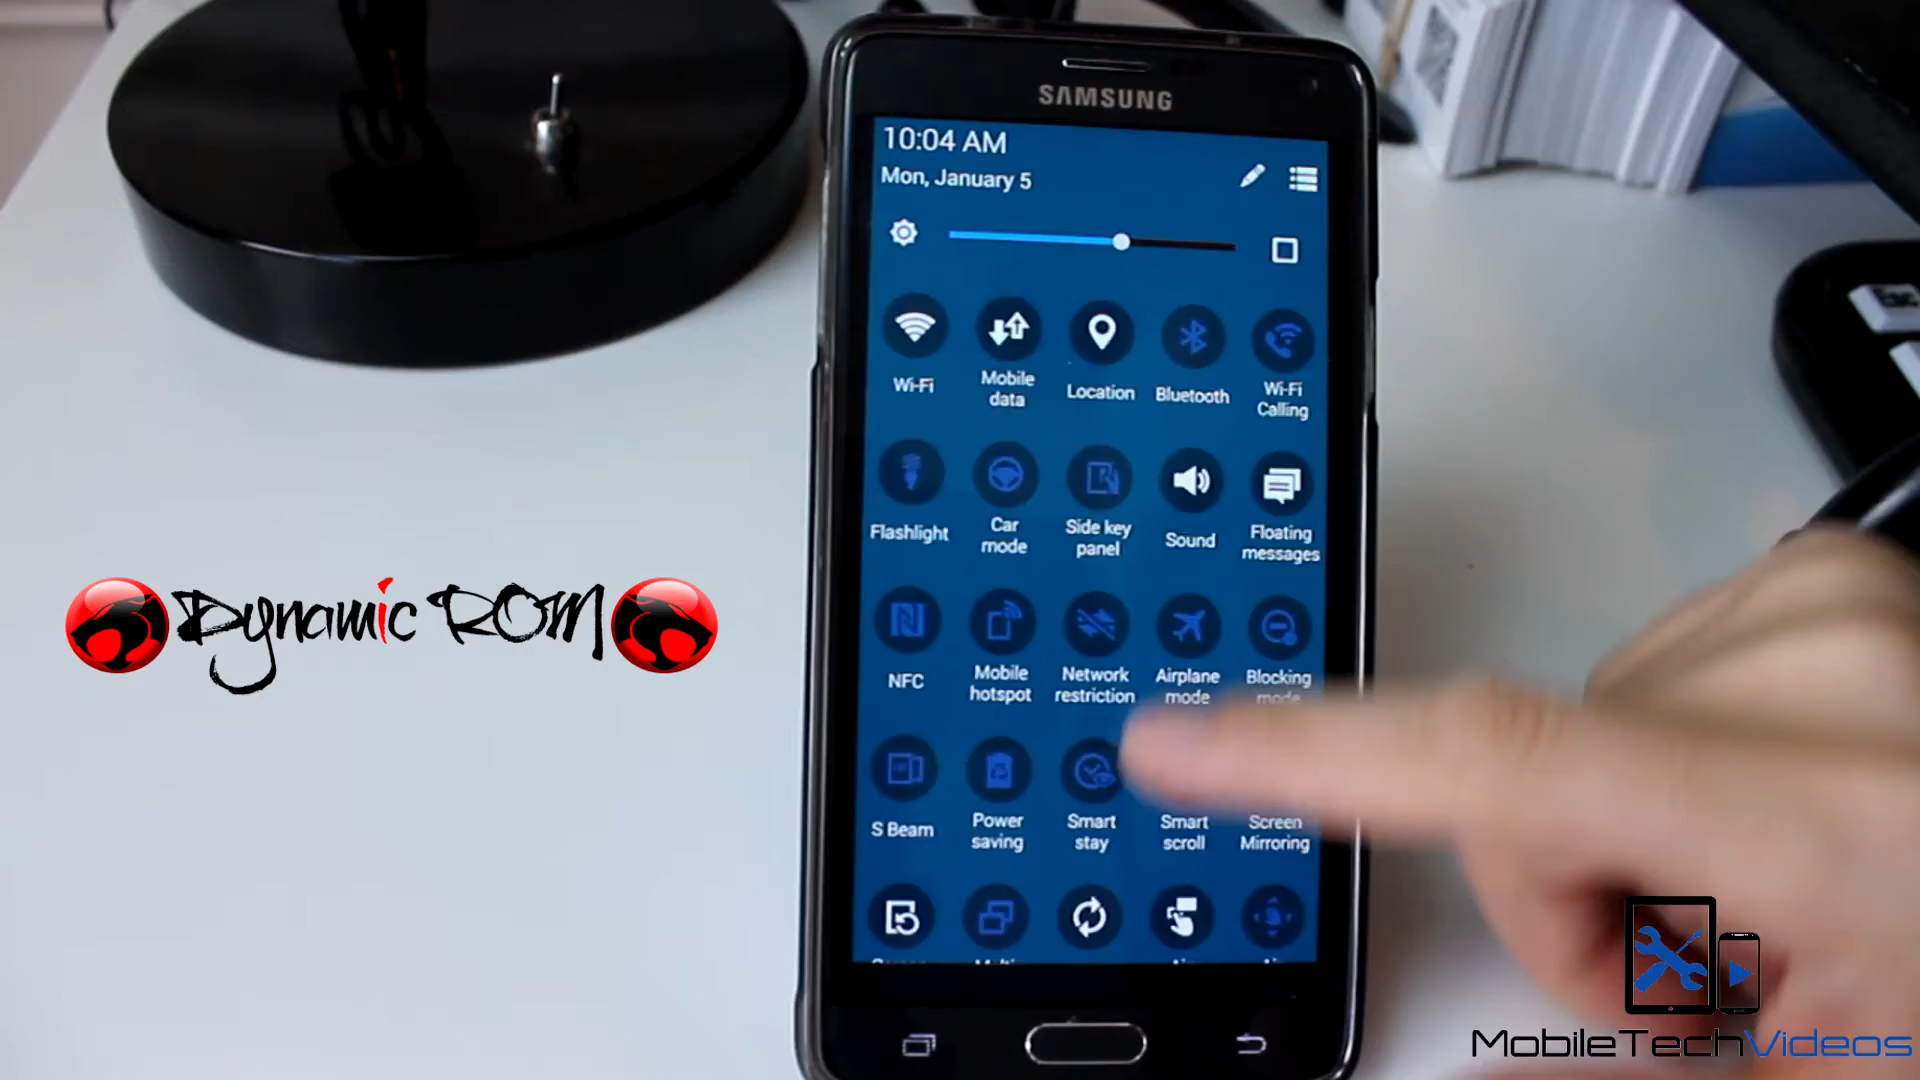 SAMSUNG
10:04 AM
Mon, January 5
Wi-Fi
Mobile
data
Location
Bluetooth
Wi-Fi
Calling
Flashlight
Car
mode
Side key
panel
Sound
Floating
messages
NFC
Mobile
hotspot
Network
restriction
Airplane
mode
Blocking
mode
S Beam
Power
saving
Smart
stay
Smart
scroll
Screen
Mirroring
Dynamic ROM
Esc
MobileTechVideos